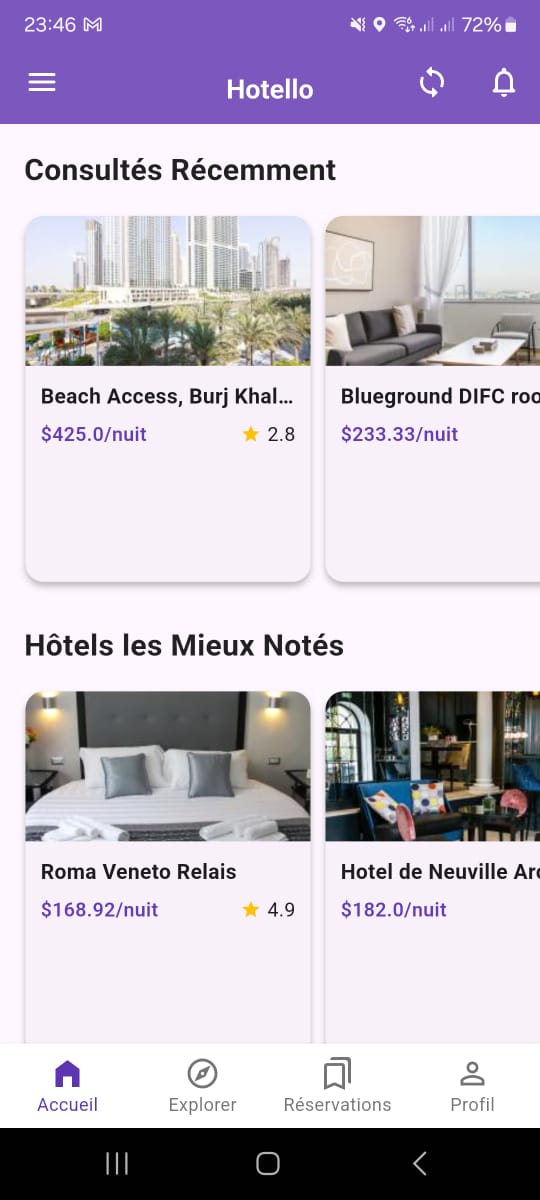 23:46
72%
Hotello
Consultés Récemment
Beach Access, Burj Khal...
$425.0/nuit
2.8
Blueground DIFC roo
$233.33/nuit
Hôtels les Mieux Notés
Roma Veneto Relais
$168.92/nuit
4.9
Hotel de Neuville Arc
$182.0/nuit
Accueil
Explorer
Réservations
Profil